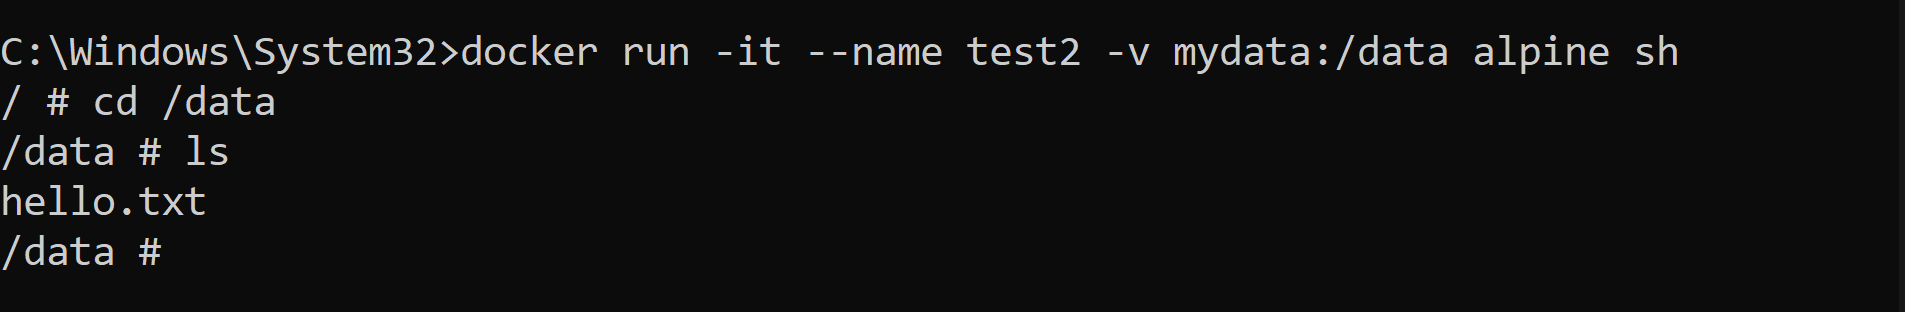 C:\Windows\System32>docker run -it --name test2 -v mydata:/data alpine sh
/ # cd /data
/data # ls
hello.txt
/data #